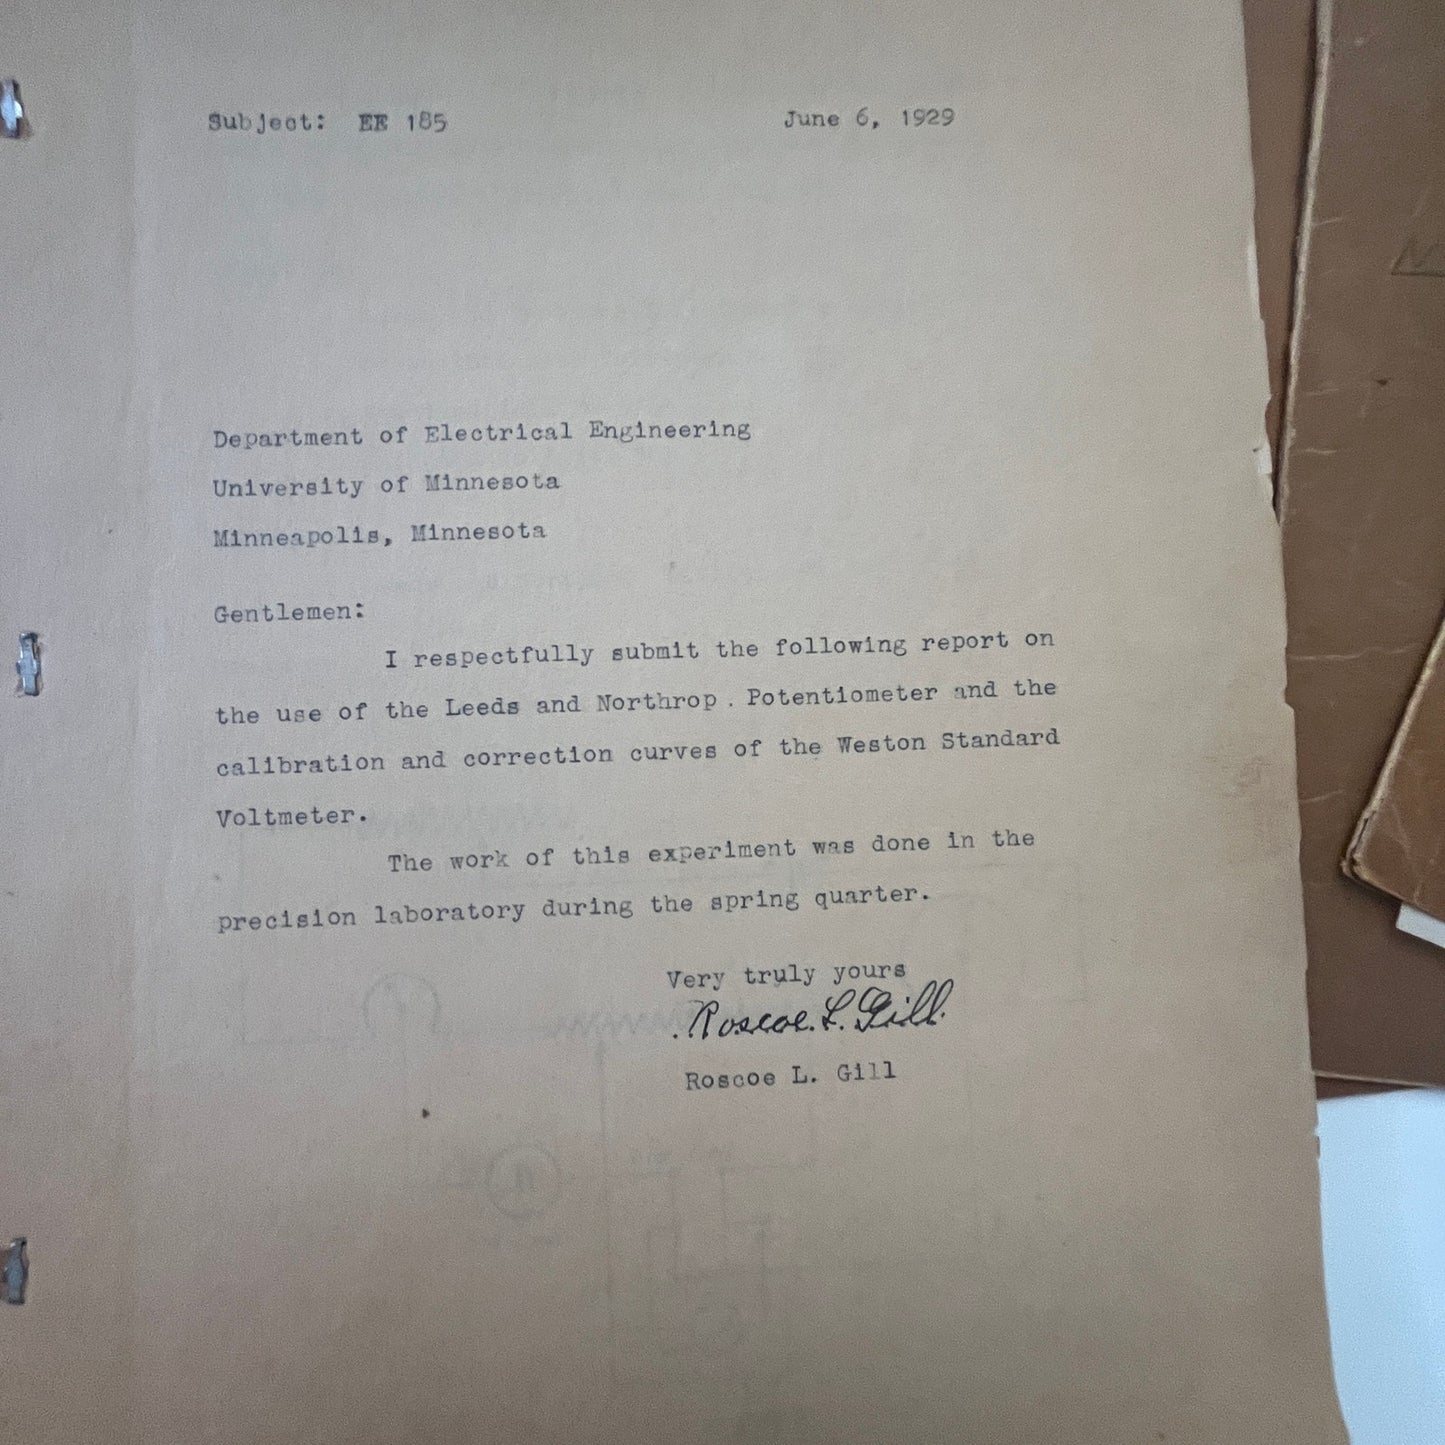 Subject: EE 185
June 6, 1929
Department of Electrical Engineering
University of Minnesota
Minneapolis, Minnesota
Gentlemen:
I respectfully submit the following report on
the use of the Leeds and Northrop . Potentiometer and the
calibration and correction curves of the Weston Standard
Voltmeter.
The work of this experiment was done in the
precision laboratory during the spring quarter.
Very truly yours
Roscoe. L. Gill.
Roscoe L. Gill